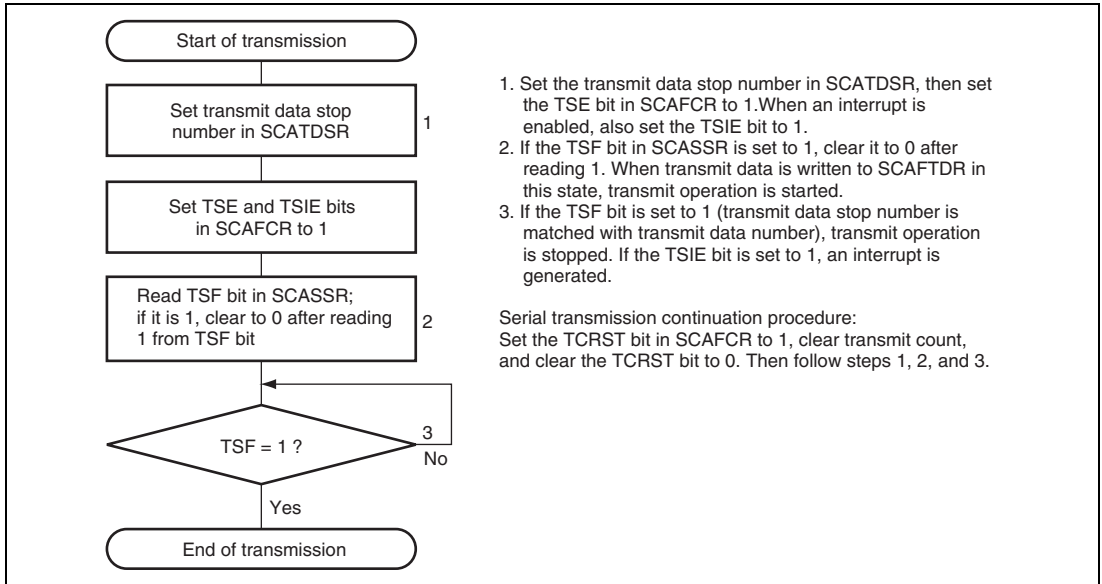 Start of transmission
Set transmit data stop
number in SCATDSR
1
Set TSE and TSIE bits
in SCAFCR to 1
Read TSF bit in SCASSR;
if it is 1, clear to 0 after reading
1 from TSF bit
2
TSF = 1 ?
3
No
Yes
End of transmission
1. Set the transmit data stop number in SCATDSR, then set
the TSE bit in SCAFCR to 1.When an interrupt is
enabled, also set the TSIE bit to 1.
2. If the TSF bit in SCASSR is set to 1, clear it to 0 after
reading 1. When transmit data is written to SCAFTDR in
this state, transmit operation is started.
3. If the TSF bit is set to 1 (transmit data stop number is
matched with transmit data number), transmit operation
is stopped. If the TSIE bit is set to 1, an interrupt is
generated.
Serial transmission continuation procedure:
Set the TCRST bit in SCAFCR to 1, clear transmit count,
and clear the TCRST bit to 0. Then follow steps 1, 2, and 3.